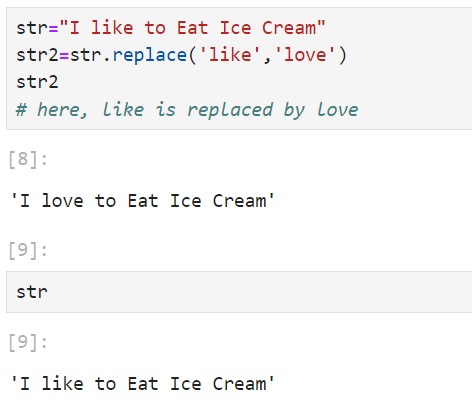 str="I like to Eat Ice Cream"
str2=str.replace('like','love')
str2
# here, like is replaced by love
[8]:
'I love to Eat Ice Cream'
[9]:
str
[9]:
'I like to Eat Ice Cream'